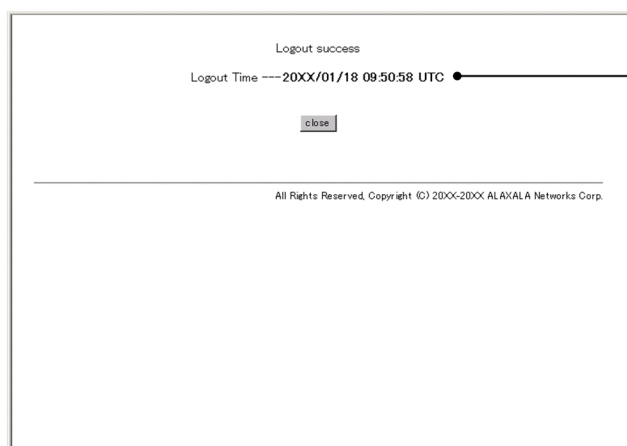 Logout success
Logout Time ---20XX/01/18 09:50:58 UTC
close
All Rights Reserved, Copyright (C) 20XX-20XX ALAXALA Networks Corp.